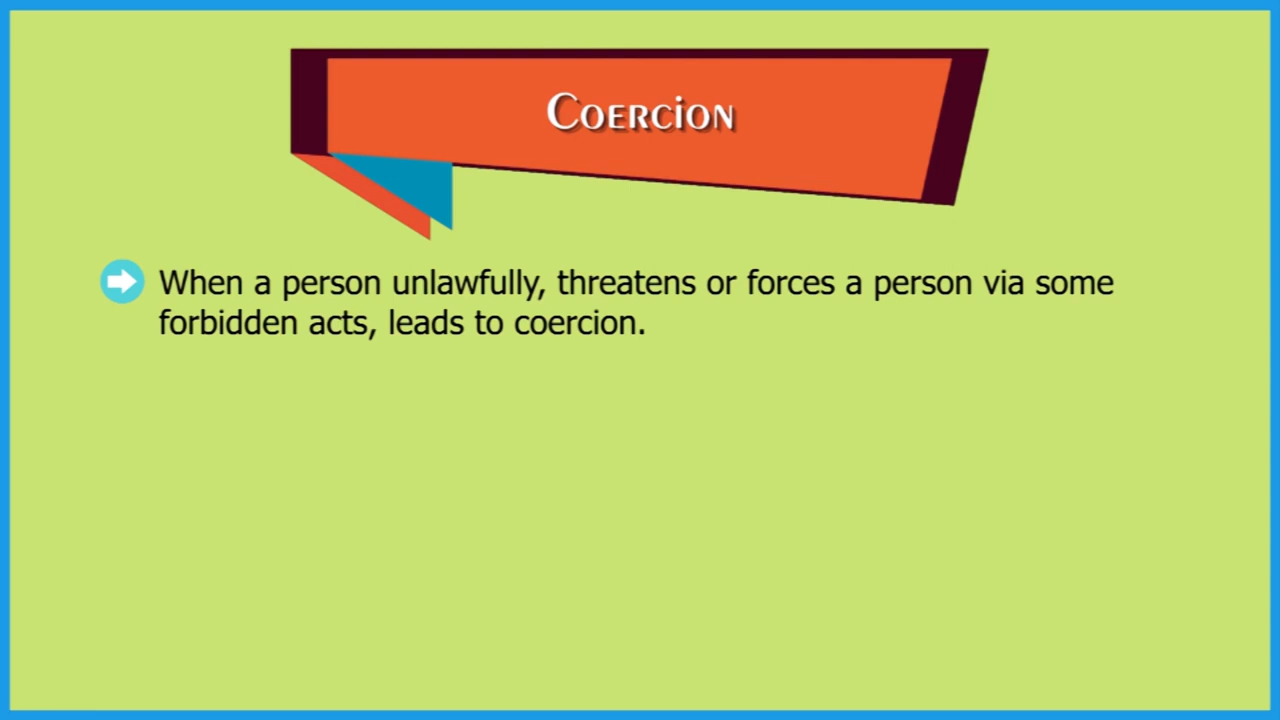 Coercion
When a person unlawfully, threatens or forces a person via some
forbidden acts, leads to coercion.